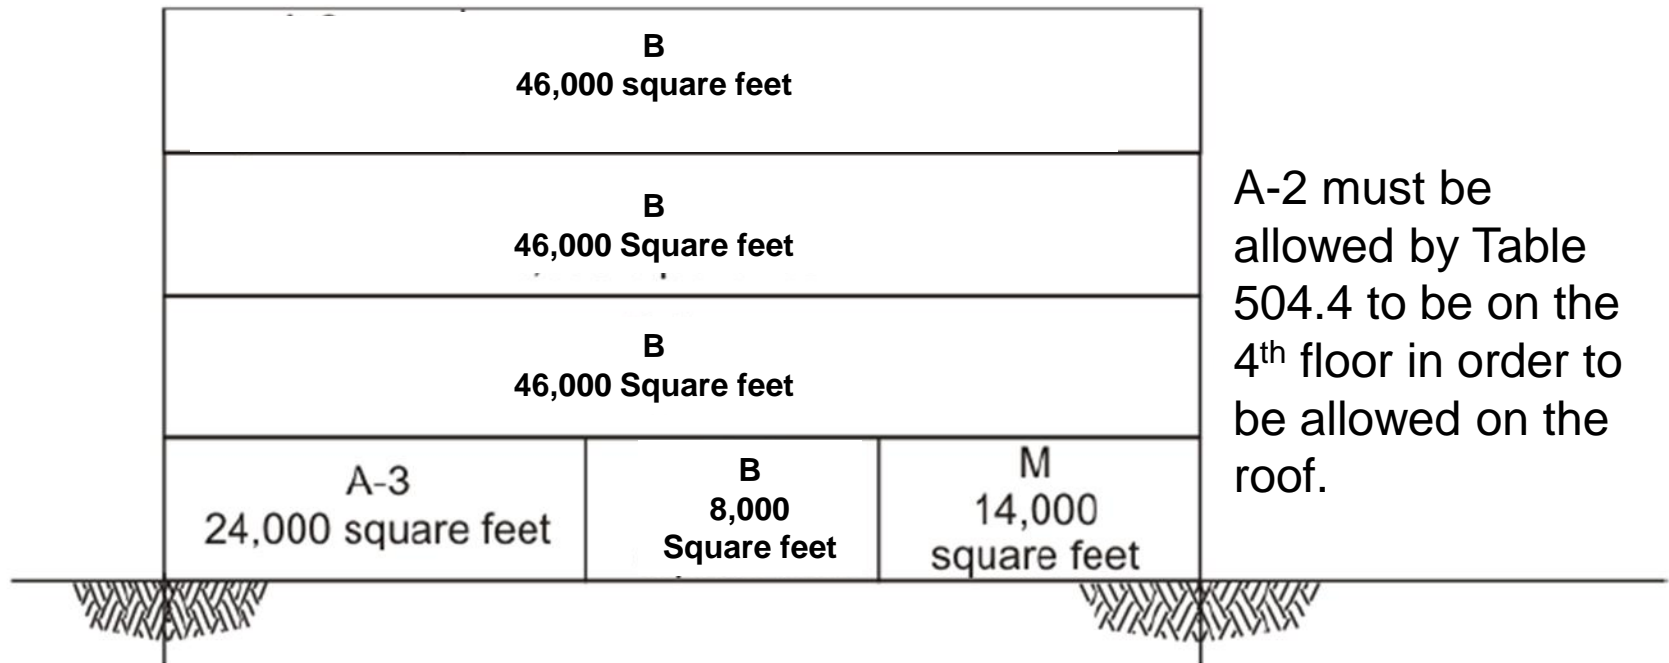 B
46,000 square feet
B
46,000 Square feet
B
46,000 Square feet
A-3
24,000 square feet
B
8,000
Square feet
M
14,000
square feet
A-2 must be
allowed by Table
504.4 to be on the
4th floor in order to
be allowed on the
roof.